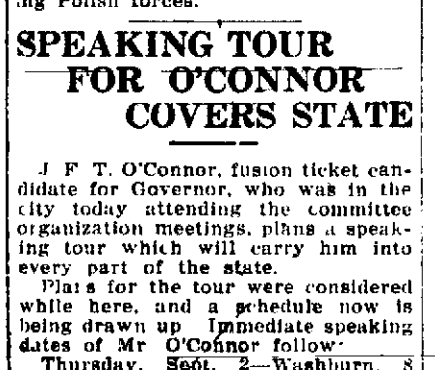 ing Polish forces.
SPEAKING TOUR
FOR O'CONNOR
COVERS STATE
J F T. O'Connor, fusion ticket can-
didate for Governor, who was in the
city today attending the committee
organization meetings, plans a speak-
ing tour which will carry him into
every part of the state.
Plans for the tour were considered
while here, and a schedule now is
being drawn up Immediate speaking
dates of Mr O'Connor follow·
Thursday, Sept. 2—Washburn, 8